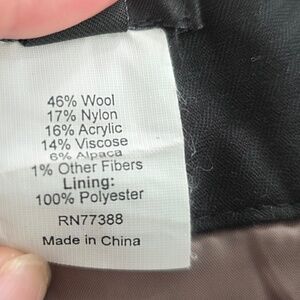 46% Wool
17% Nylon
16% Acrylic
14% Viscose
6% Alpaca
1% Other Fibers
Lining:
100% Polyester
RN77388
Made in China